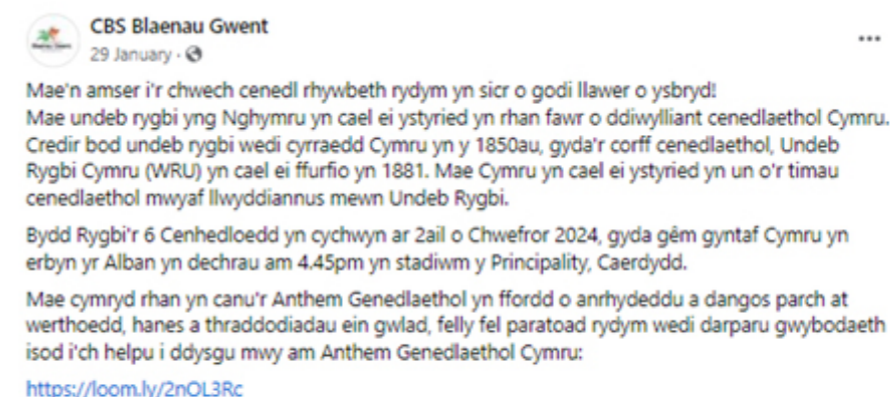 CBS Blaenau Gwent
29 January ·
Mae'n amser i'r chwech cenedl rhywbeth rydym yn sicr o godi llawer o ysbryd!
Mae undeb rygbi yng Nghymru yn cael ei ystyried yn rhan fawr o ddiwylliant cenedlaethol Cymru.
Credir bod undeb rygbi wedi cyrraedd Cymru yn y 1850au, gyda'r corff cenedlaethol, Undeb
Rygbi Cymru (WRU) yn cael ei ffurfio yn 1881. Mae Cymru yn cael ei ystyried yn un o'r timau
cenedlaethol mwyaf llwyddiannus mewn Undeb Rygbi.
Bydd Rygbi'r 6 Cenhedloedd yn cychwyn ar 2ail o Chwefror 2024, gyda gêm gyntaf Cymru yn
erbyn yr Alban yn dechrau am 4.45pm yn stadiwm y Principality, Caerdydd.
Mae cymryd rhan yn canu'r Anthem Genedlaethol yn ffordd o anrhydeddu a dangos parch at
werthoedd, hanes a thraddodiadau ein gwlad, felly fel paratoad rydym wedi darparu gwybodaeth
isod i'ch helpu i ddysgu mwy am Anthem Genedlaethol Cymru:
https://loom.ly/2nOL3Rc